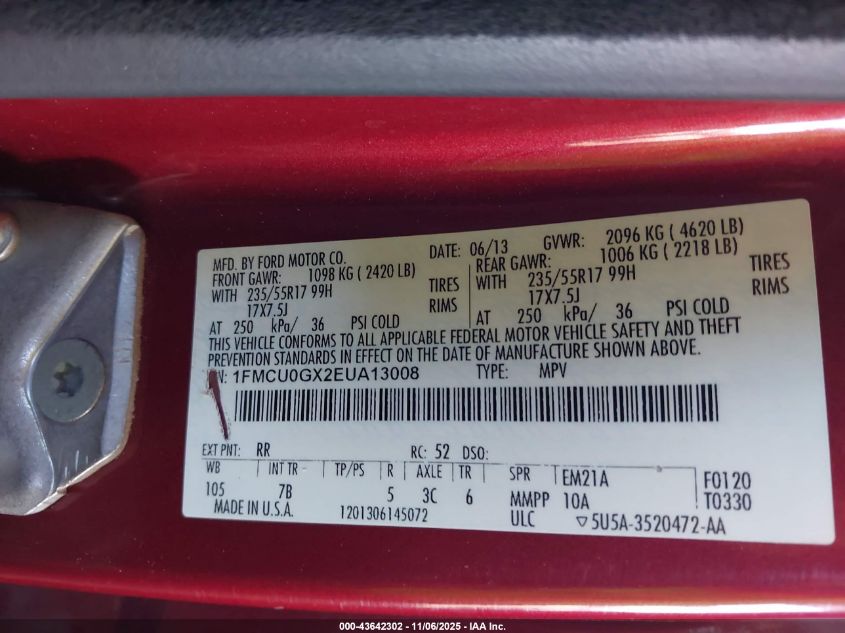 MFD. BY FORD MOTOR CO. DATE: 06/13 GVWR: 2096 KG ( 4620 LB)
FRONT GAWR: 1098 KG ( 2420 LB) REAR GAWR: 1006 KG ( 2218 LB)
WITH 235/55R17 99H TIRES WITH 235/55R17 99H TIRES
17X7.5J RIMS 17X7.5J RIMS
AT 250 kPa/ 36 PSI COLD AT 250 kPa/ 36 PSI COLD
THIS VEHICLE CONFORMS TO ALL APPLICABLE FEDERAL MOTOR VEHICLE SAFETY AND THEFT
PREVENTION STANDARDS IN EFFECT ON THE DATE OF MANUFACTURE SHOWN ABOVE.
1FMCU0GX2EUA13008 TYPE: MPV
EXT PNT: RR RC: 52 DSO:
WB INT TR TP/PS R AXLE TR SPR EM21A F0120
105 7B 5 3C 6 MMPP 10A T0330
MADE IN U.S.A. 1201306145072 ULC ▽5U5A-3520472-AA
000-43642302 - 11/06/2025 - IAA Inc.